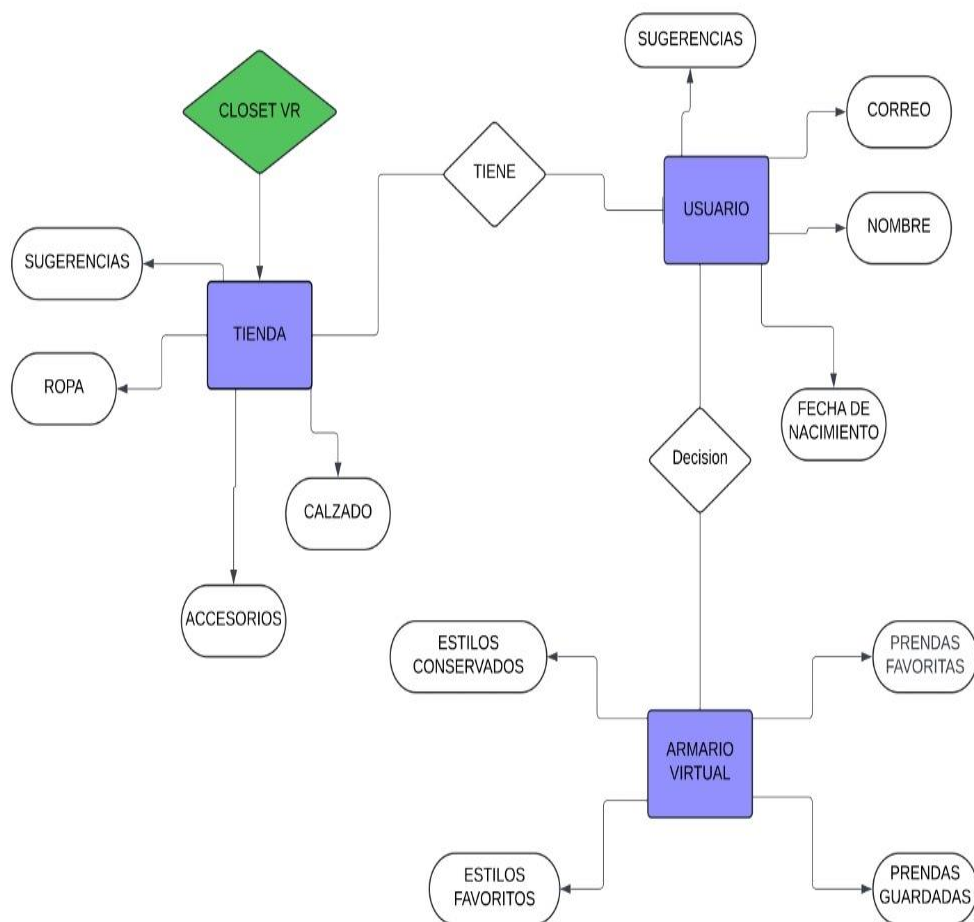 SUGERENCIAS
CLOSET VR
CORREO
TIENE
USUARIO
NOMBRE
SUGERENCIAS
TIENDA
ROPA
FECHA DE
NACIMIENTO
Decision
CALZADO
ACCESORIOS
ESTILOS
CONSERVADOS
PRENDAS
FAVORITAS
ARMARIO
VIRTUAL
ESTILOS
FAVORITOS
PRENDAS
GUARDADAS